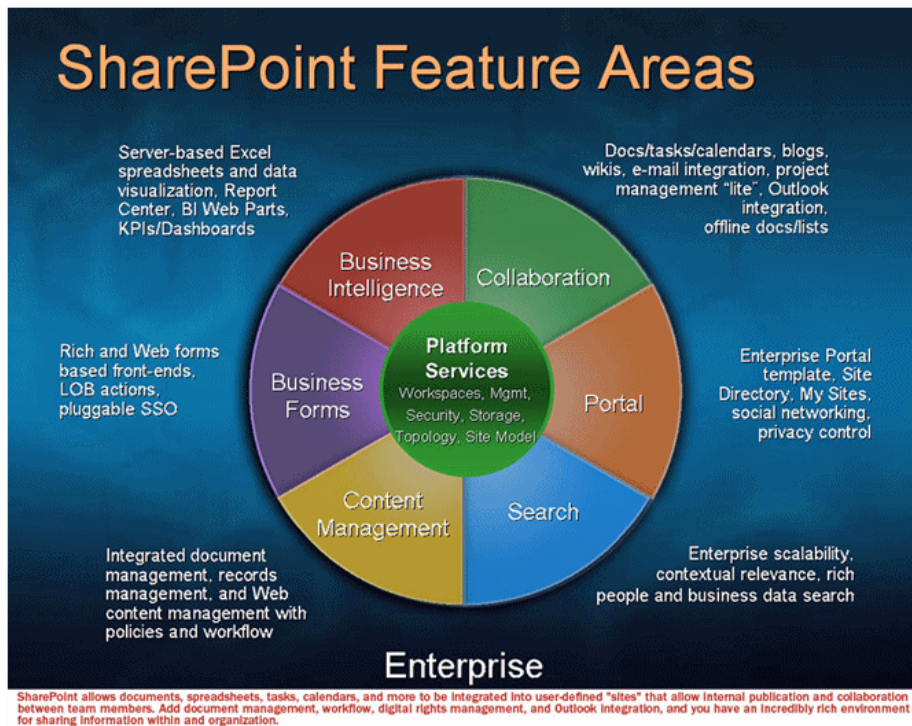 SharePoint Feature Areas
Server-based Excel
spreadsheets and data
visualization, Report
Center, BI Web Parts,
KPIs/Dashboards
Docs/tasks/calendars, blogs,
wikis, e-mail integration, project
management “lite”, Outlook
integration,
offline docs/lists
Business
Intelligence
Collaboration
Rich and Web forms
based front-ends,
LOB actions,
pluggable SSO
Business
Forms
Platform
Services
Workspaces, Mgmt,
Security, Storage,
Topology, Site Model
Portal
Enterprise Portal
template, Site
Directory, My Sites,
social networking,
privacy control
Content
Management
Search
Integrated document
management, records
management, and Web
content management with
policies and workflow
Enterprise scalability,
contextual relevance, rich
people and business data search
Enterprise
SharePoint allows documents, spreadsheets, tasks, calendars, and more to be integrated into user-defined "sites" that allow internal publication and collaboration
between team members. Add document management, workflow, digital rights management, and Outlook integration, and you have an incredibly rich environment
for sharing information within and organization.